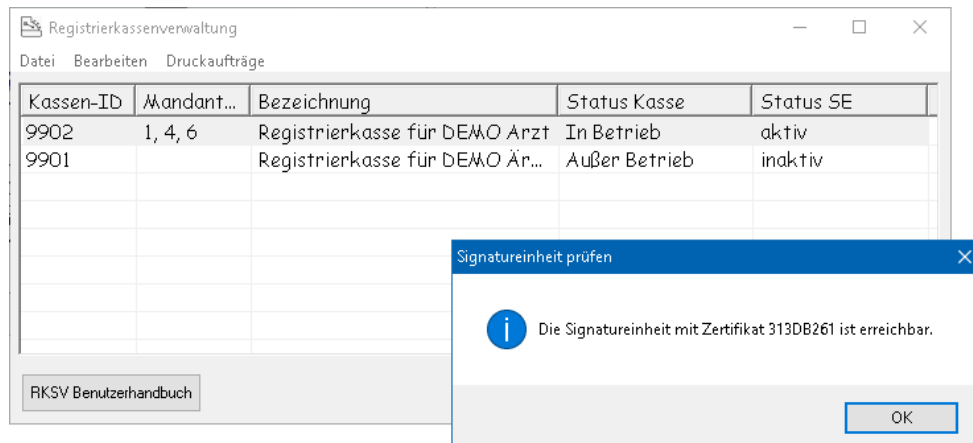 Registrierkassenverwaltung
Datei Bearbeiten Druckaufträge
Kassen-ID Mandant... Bezeichnung Status Kasse Status SE
9902 1, 4, 6 Registrierkasse für DEMO Arzt In Betrieb aktiv
9901 Registrierkasse für DEMO Är... Außer Betrieb inaktiv
Signatureinheit prüfen
Die Signatureinheit mit Zertifikat 313DB261 ist erreichbar.
RKSV Benutzerhandbuch
OK